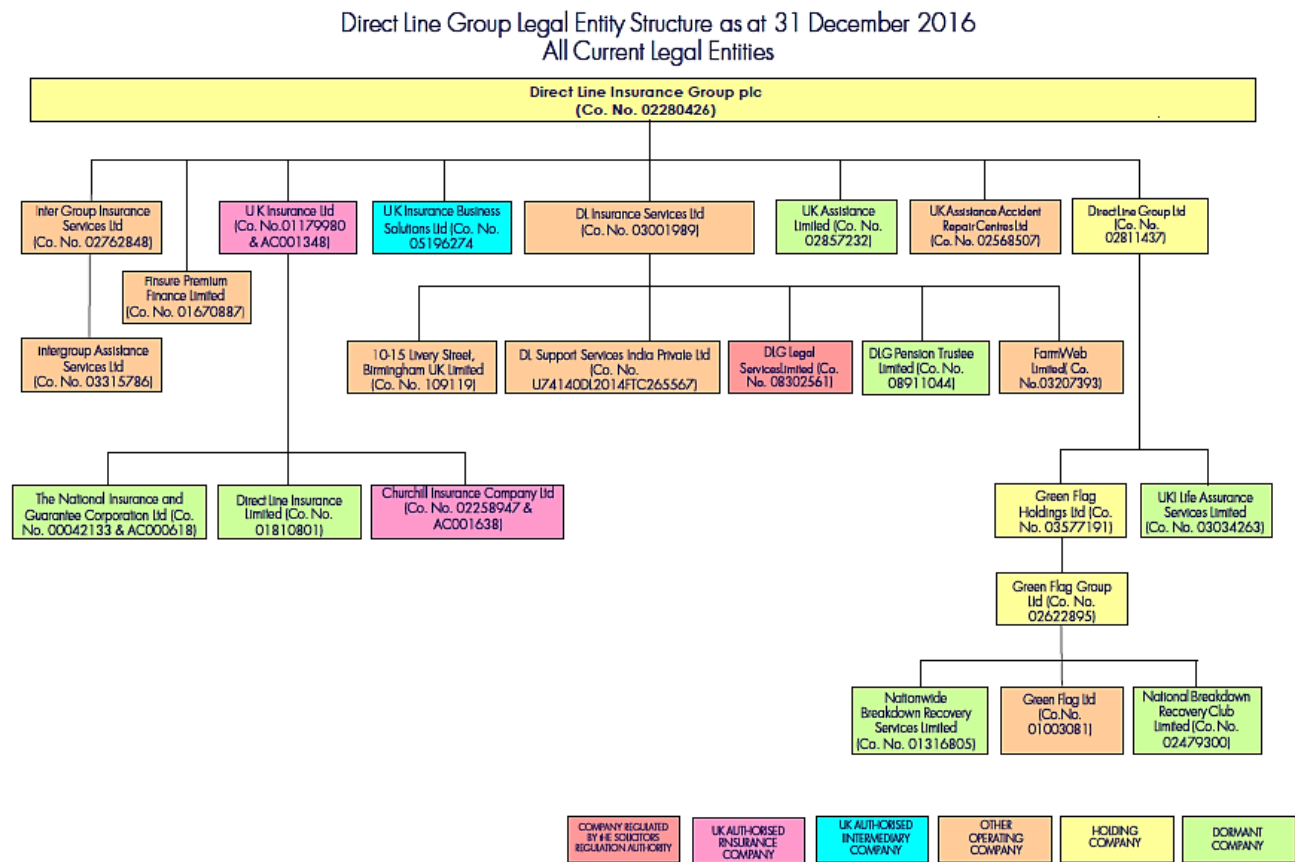 Direct Line Group Legal Entity Structure as at 31 December 2016
All Current Legal Entities
Direct Line Insurance Group plc
(Co. No. 02280426)
Inter Group Insurance
Services Ltd
(Co. No. 02762848)
U K Insurance Ltd
(Co. No.01179980
& AC001348)
UK Insurance Business
Solutions Ltd (Co. No.
05196274
DL Insurance Services Ltd
(Co. No. 03001989)
UK Assistance
Limited (Co. No.
02857232)
UK Assistance Accident
Repair Centres Ltd
(Co. No. 02568507)
Direct Line Group Ltd
(Co. No.
02811437)
Finsure Premium
Finance Limited
(Co. No. 01670887)
Intergroup Assistance
Services Ltd
(Co. No. 03315786)
10-15 Livery Street,
Birmingham UK Limited
(Co. No. 109119)
DL Support Services India Private Ltd
(Co. No.
U74140DL2014FTC265567)
DLG Legal
ServicesLimited (Co.
No. 08302561)
DLG Pension Trustee
Limited (Co. No.
08911044)
FarmWeb
Limited( Co.
No.03207393)
The National Insurance and
Guarantee Corporation Ltd (Co.
No. 00042133 & AC000618)
Direct Line Insurance
Limited (Co. No.
01810801)
Churchill Insurance Company Ltd
(Co. No. 02258947 &
AC001638)
Green Flag
Holdings Ltd (Co.
No. 03577191)
UKI Life Assurance
Services Limited
(Co. No. 03034263)
Green Flag Group
Ltd (Co. No.
02622895)
Nationwide
Breakdown Recovery
Services Limited
(Co. No. 01316805)
Green Flag Ltd
(Co.No.
01003081)
National Breakdown
Recovery Club
Limited (Co. No.
02479300)
COMPANY REGULATED
BY tHE SOLICITORS
REGULATION AUTHORITY
UK AUTHORISED
RINSURANCE
COMPANY
UK AUTHORISED
IINTERMEDIARY
COMPANY
OTHER
OPERATING
COMPANY
HOLDING
COMPANY
DORMANT
COMPANY